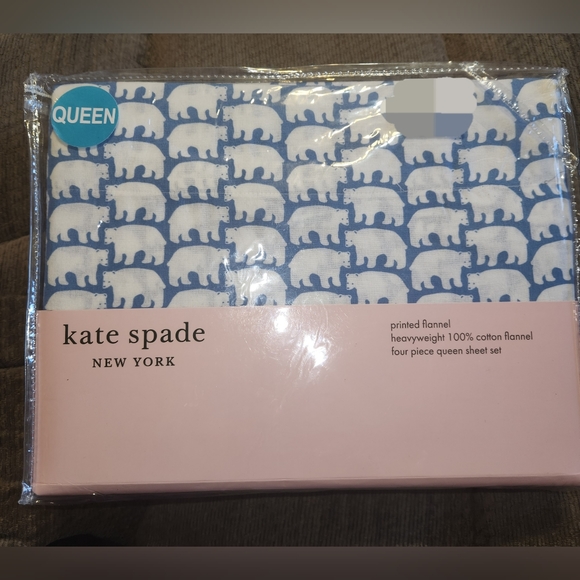 QUEEN
kate spade
NEW YORK
printed flannel
heavyweight 100% cotton flannel
four piece queen sheet set